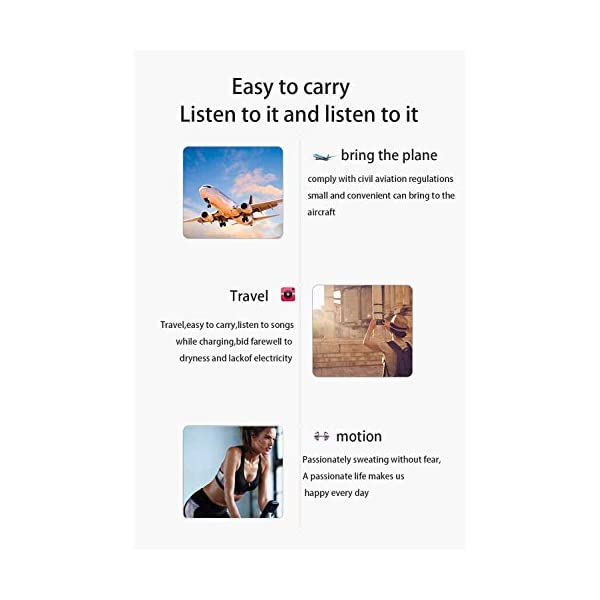 Easy to carry
Listen to it and listen to it
bring the plane
comply with civil aviation regulations
small and convenient can bring to the
aircraft
Travel
Travel,easy to carry,listen to songs
while charging,bid farewell to
dryness and lackof electricity
motion
Passionately sweating without fear,
A passionate life makes us
happy every day